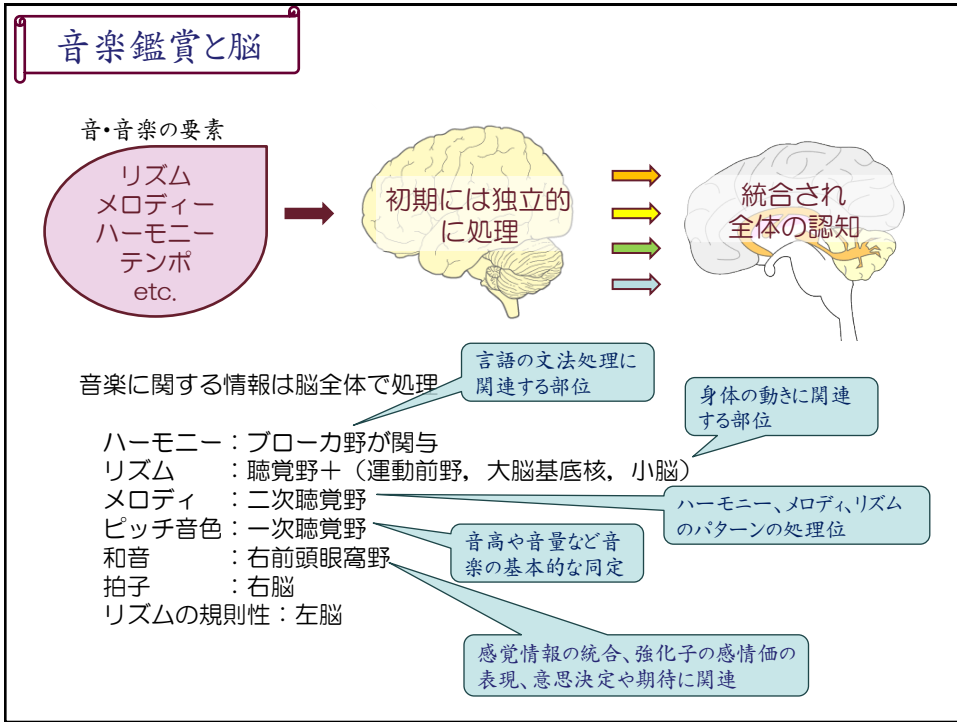 音楽鑑賞と脳
音・音楽の要素
リズム
メロディー
ハーモニー
テンポ
etc.
初期には独立的
に処理
統合され
全体の認知
音楽に関する情報は脳全体で処理
言語の文法処理に
関連する部位
身体の動きに関連
する部位
ハーモニー：ブローカ野が関与
リズム　　：聴覚野＋（運動前野，大脳基底核，小脳）
メロディ　：二次聴覚野
ハーモニー、メロディ、リズム
のパターンの処理位
ピッチ音色：一次聴覚野
音高や音量など音
楽の基本的な同定
和音　　　：右前頭眼窩野
拍子　　　：右脳
リズムの規則性：左脳
感覚情報の統合、強化子の感情価の
表現、意思決定や期待に関連